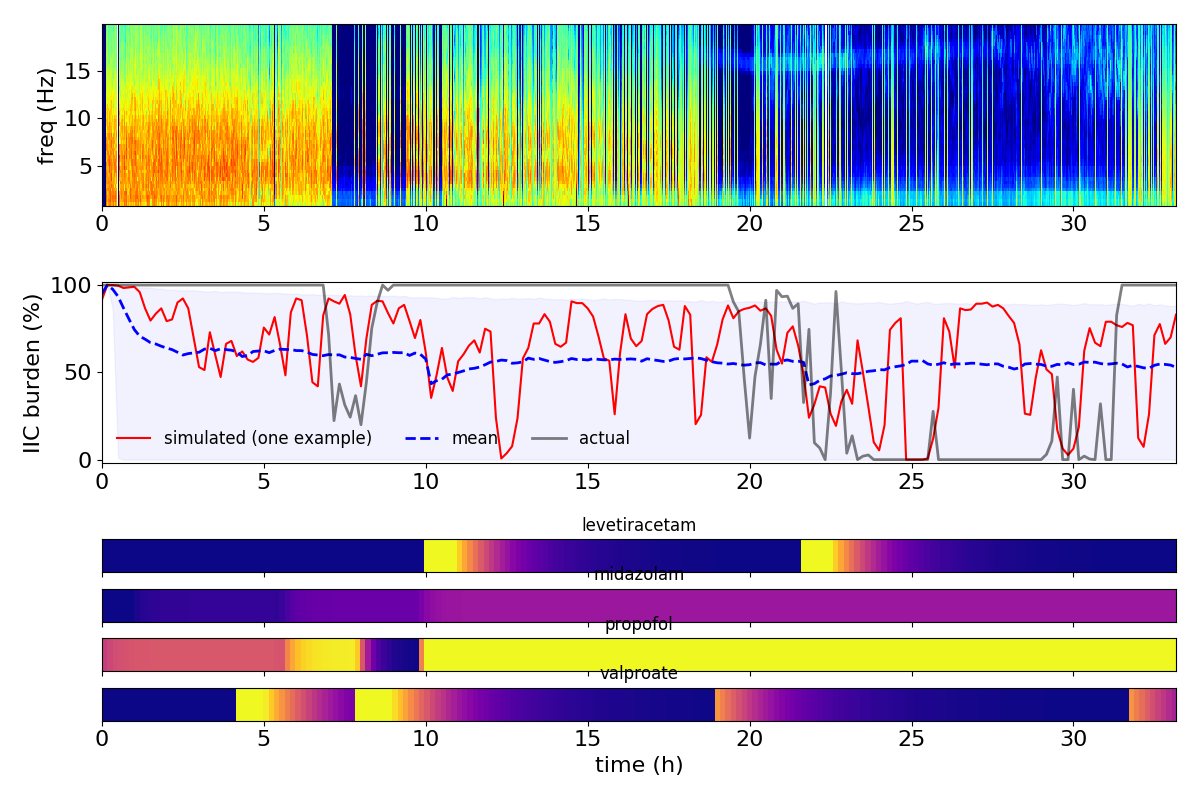 freq (Hz)
15
10
5
0 5 10 15 20 25 30
IIC burden (%)
100
50
0
simulated (one example) mean actual
0 5 10 15 20 25 30
levetiracetam
midazolam
propofol
valproate
0 5 10 15 20 25 30
time (h)